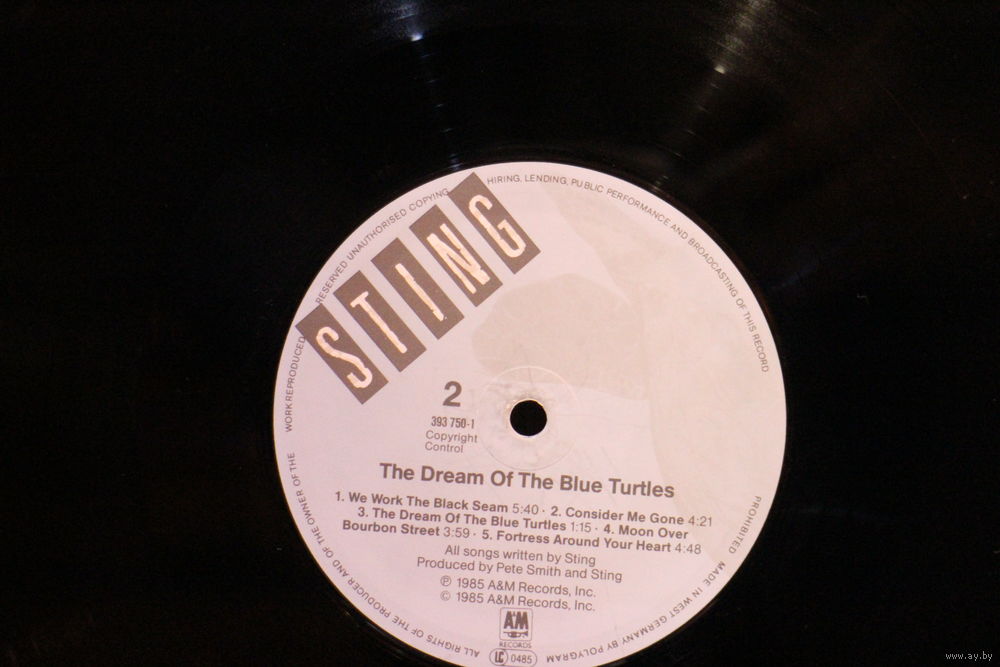 STING
2
393 750-1
Copyright
Control
The Dream Of The Blue Turtles
1. We Work The Black Seam 5:40 · 2. Consider Me Gone 4:21
3. The Dream Of The Blue Turtles 1:15 · 4. Moon Over
Bourbon Street 3:59 · 5. Fortress Around Your Heart 4:48
All songs written by Sting
Produced by Pete Smith and Sting
℗ 1985 A&M Records, Inc.
© 1985 A&M Records, Inc.
A&M
RECORDS
LC 0485
ALL RIGHTS OF THE PRODUCER AND OF THE OWNER OF THE WORK REPRODUCED RESERVED UNAUTHORISED COPYING, HIRING, LENDING, PUBLIC PERFORMANCE AND BROADCASTING OF THIS RECORD PROHIBITED MADE IN WEST GERMANY BY POLYGRAM
www.ay.by